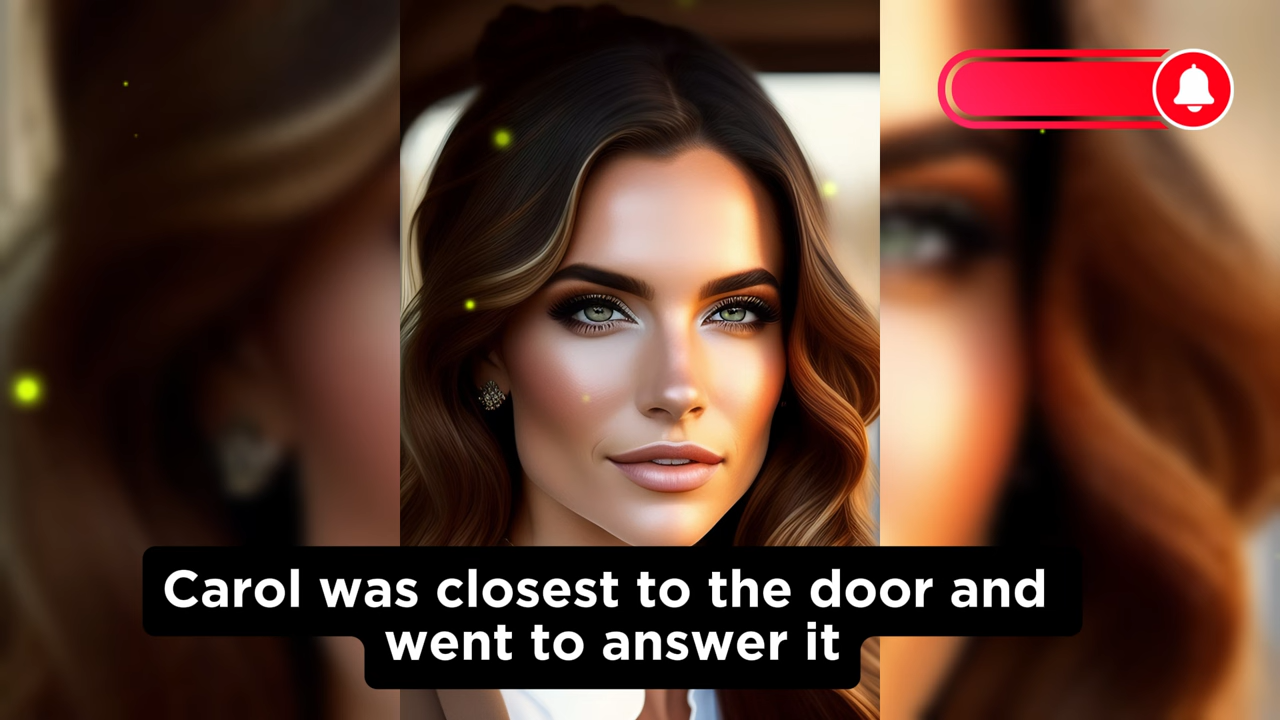 Carol was closest to the door and
went to answer it